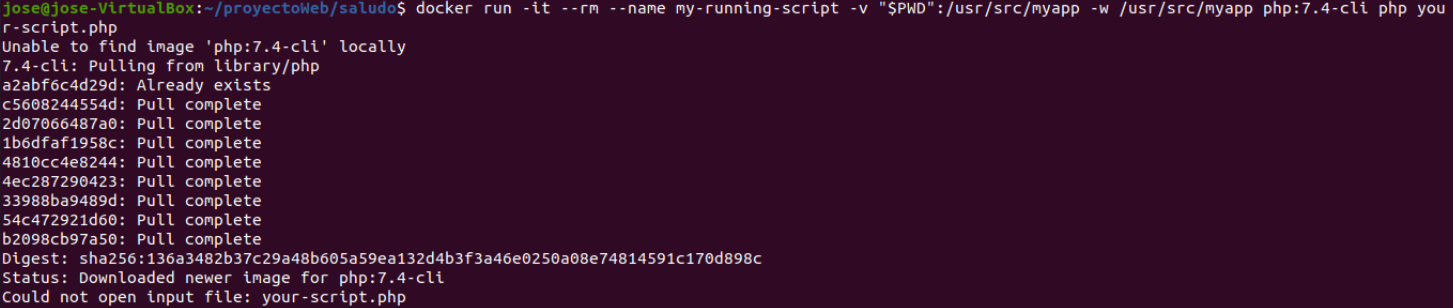 jose@jose-VirtualBox:~/proyectoWeb/saludo$ docker run -it --rm --name my-running-script -v "$PWD":/usr/src/myapp -w /usr/src/myapp php:7.4-cli php you
r-script.php
Unable to find image 'php:7.4-cli' locally
7.4-cli: Pulling from library/php
a2abf6c4d29d: Already exists
c5608244554d: Pull complete
2d07066487a0: Pull complete
1b6dfaf1958c: Pull complete
4810cc4e8244: Pull complete
4ec287290423: Pull complete
33988ba9489d: Pull complete
54c472921d60: Pull complete
b2098cb97a50: Pull complete
Digest: sha256:136a3482b37c29a48b605a59ea132d4b3f3a46e0250a08e74814591c170d898c
Status: Downloaded newer image for php:7.4-cli
Could not open input file: your-script.php